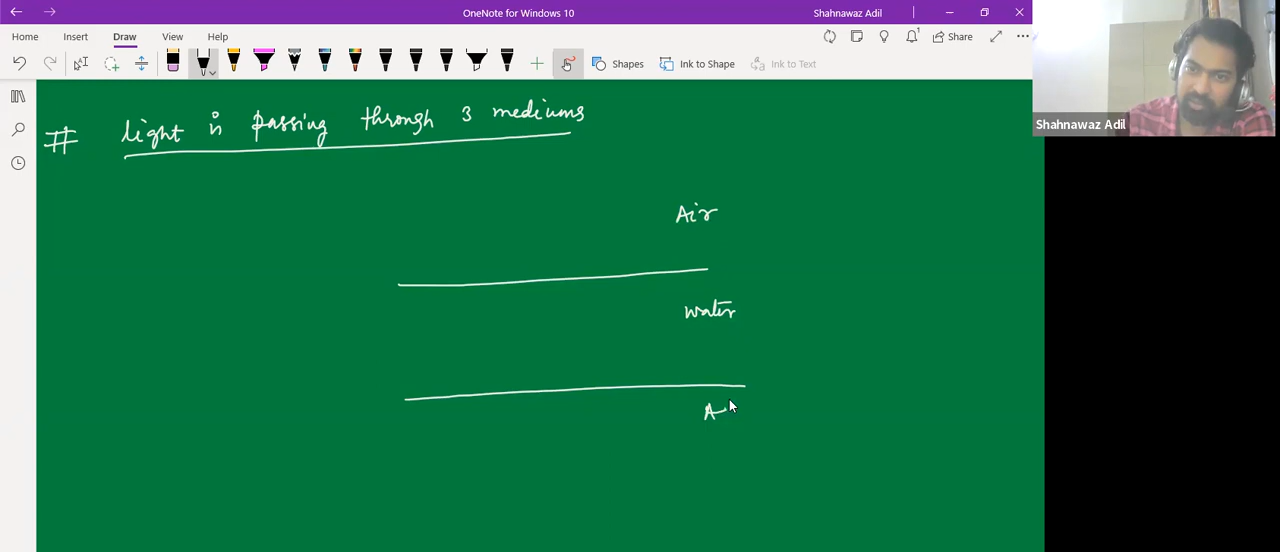 OneNote for Windows 10
Shahnawaz Adil
Home Insert Draw View Help
Shapes Ink to Shape Ink to Text Share
Shahnawaz Adil
# light is passing through 3 mediums
Air
water
A